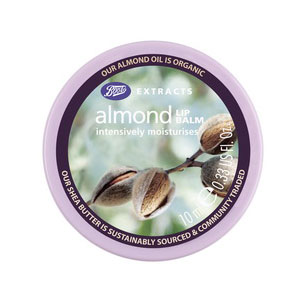 OUR ALMOND OIL IS ORGANIC
Boots
EXTRACTS
almond LIP BALM
intensively moisturises
10 ml e 0.33 US Fl. Oz.
OUR SHEA BUTTER IS SUSTAINABLY SOURCED & COMMUNITY TRADED